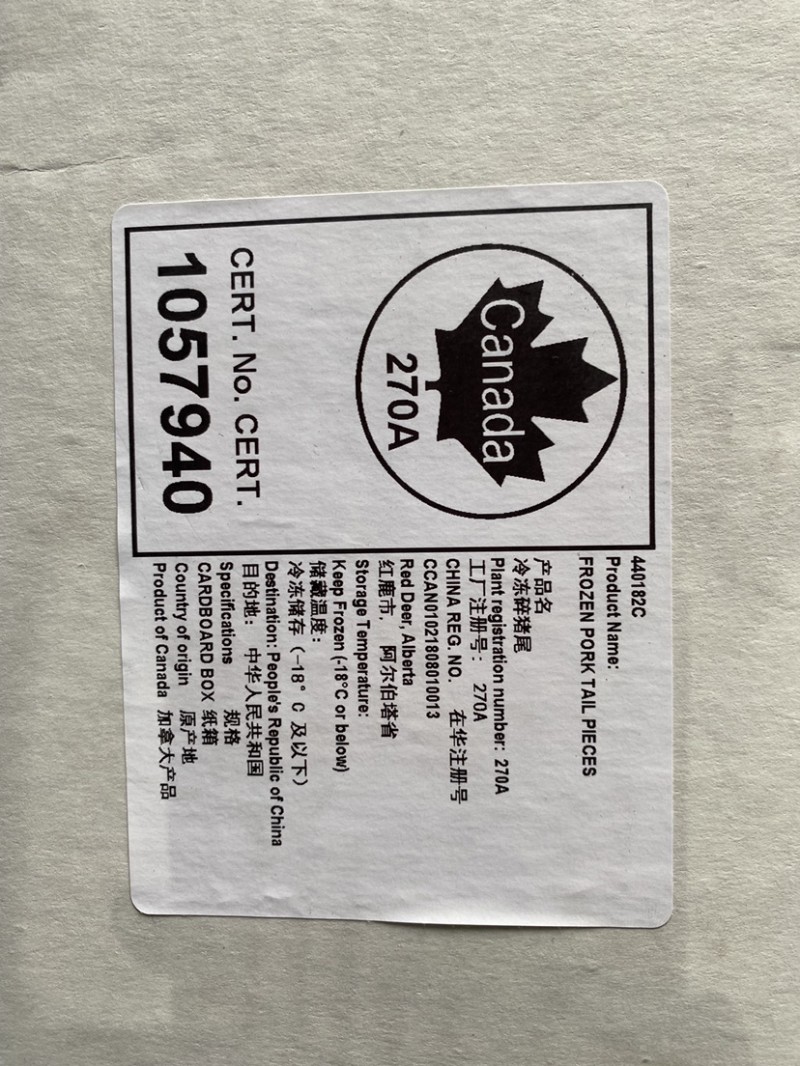 Canada
270A
CERT. No. CERT.
1057940
440182C
Product Name:
FROZEN PORK TAIL PIECES
产品名
冷冻碎猪尾
Plant registration number: 270A
工厂注册号: 270A
CHINA REG. NO. 在华注册号
CCAN01021808010013
Red Deer, Alberta
红鹿市, 阿尔伯塔省
Storage Temperature:
Keep Frozen (-18°C or below)
储藏温度:
冷冻储存 (-18° C 及以下)
Destination: People's Republic of China
目的地: 中华人民共和国
Specifications 规格
CARDBOARD BOX 纸箱
Country of origin 原产地
Product of Canada 加拿大产品